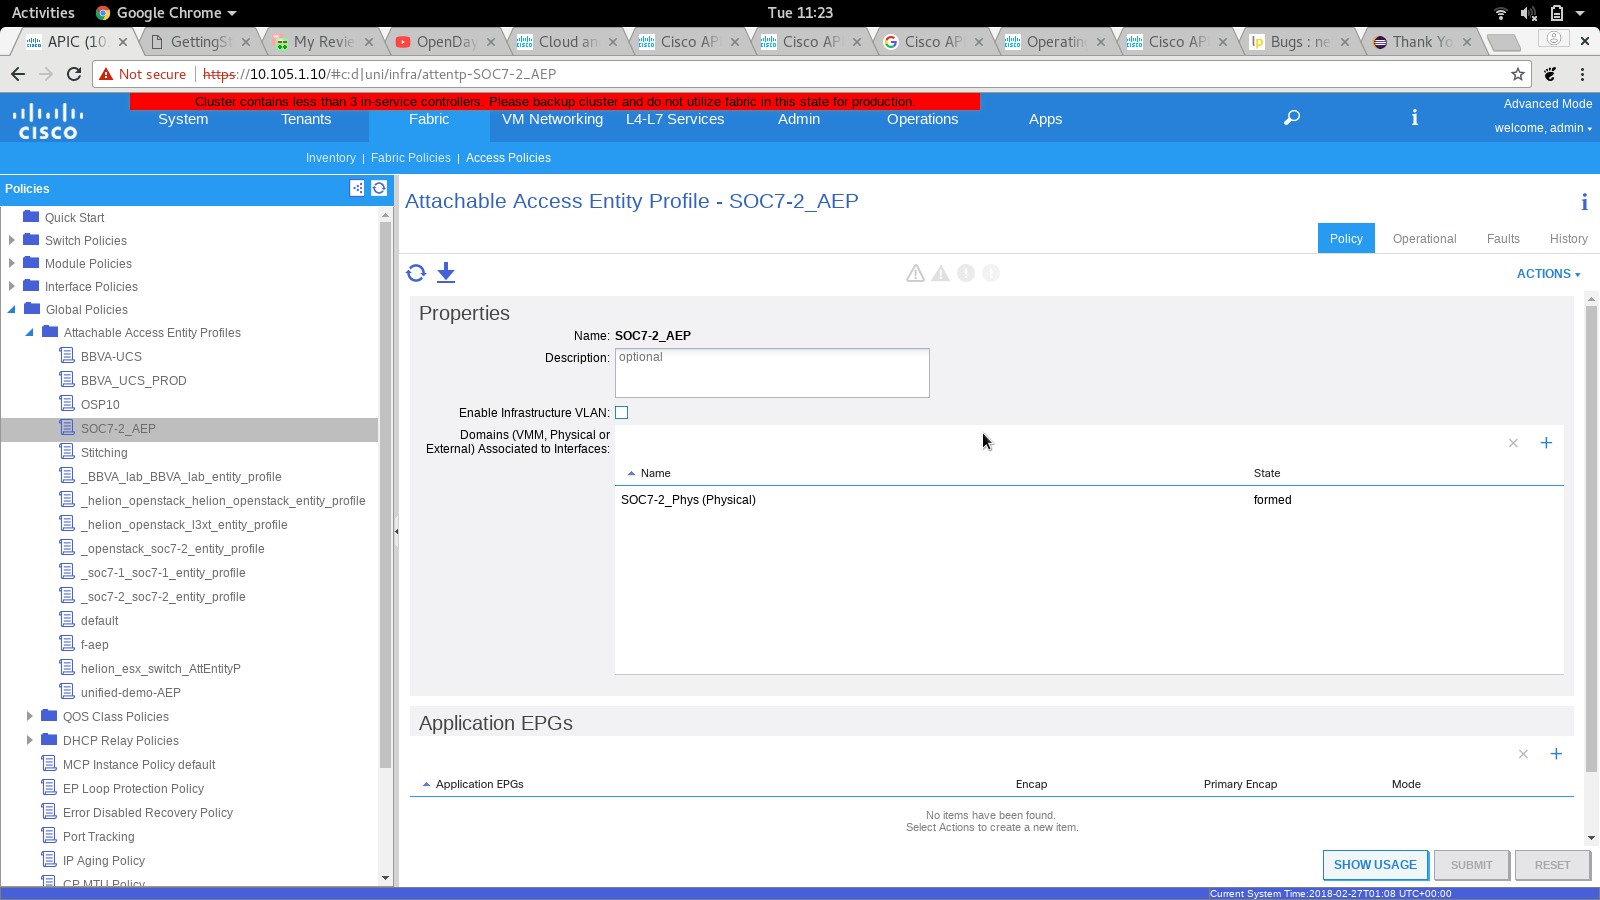 Activities Google Chrome Tue 11:23
APIC (10. GettingSt My Revie OpenDay Cloud an Cisco AP Cisco AP Cisco AP Operating Cisco AP Bugs : ne Thank Yo
Not secure https://10.105.1.10/#c:d|uni/infra/attentp-SOC7-2_AEP
Cluster contains less than 3 in-service controllers. Please backup cluster and do not utilize fabric in this state for production.
CISCO
System Tenants Fabric VM Networking L4-L7 Services Admin Operations Apps
Advanced Mode
welcome, admin
Inventory | Fabric Policies | Access Policies
Policies
Quick Start
Switch Policies
Module Policies
Interface Policies
Global Policies
Attachable Access Entity Profiles
BBVA-UCS
BBVA_UCS_PROD
OSP10
SOC7-2_AEP
Stitching
_BBVA_lab_BBVA_lab_entity_profile
_helion_openstack_helion_openstack_entity_profile
_helion_openstack_l3xt_entity_profile
_openstack_soc7-2_entity_profile
_soc7-1_soc7-1_entity_profile
_soc7-2_soc7-2_entity_profile
default
f-aep
helion_esx_switch_AttEntityP
unified-demo-AEP
QOS Class Policies
DHCP Relay Policies
MCP Instance Policy default
EP Loop Protection Policy
Error Disabled Recovery Policy
Port Tracking
IP Aging Policy
CP MTU Policy
Attachable Access Entity Profile - SOC7-2_AEP
Policy Operational Faults History
ACTIONS
Properties
Name: SOC7-2_AEP
Description: optional
Enable Infrastructure VLAN:
Domains (VMM, Physical or
External) Associated to Interfaces:
Name State
SOC7-2_Phys (Physical) formed
Application EPGs
Application EPGs Encap Primary Encap Mode
No items have been found.
Select Actions to create a new item.
SHOW USAGE SUBMIT RESET
Current System Time:2018-02-27T01:08 UTC+00:00